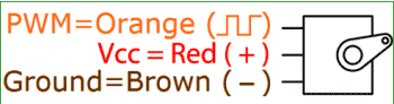 PWM=Orange (⎍⎍)
Vcc = Red ( + )
Ground=Brown ( − )